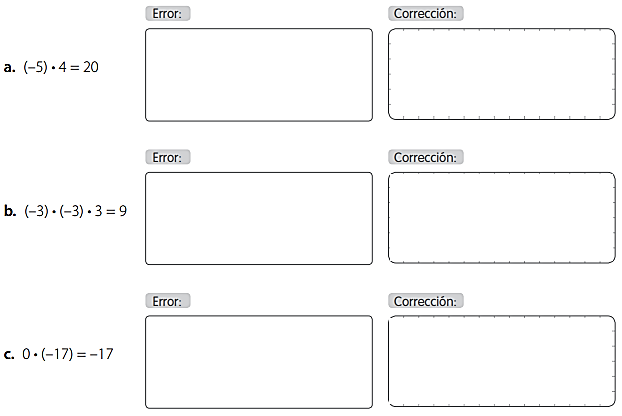 Error: Corrección:
a. (–5) • 4 = 20
Error: Corrección:
b. (–3) • (–3) • 3 = 9
Error: Corrección:
c. 0 • (–17) = –17